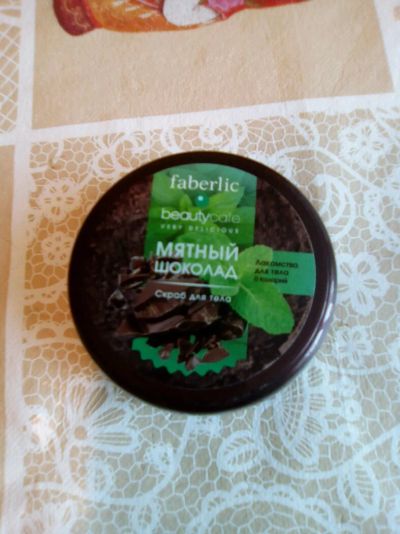 faberlic
beautycafe
VERY DELICIOUS
МЯТНЫЙ
ШОКОЛАД
Скраб для тела
Лакомство
для тела
0 калорий